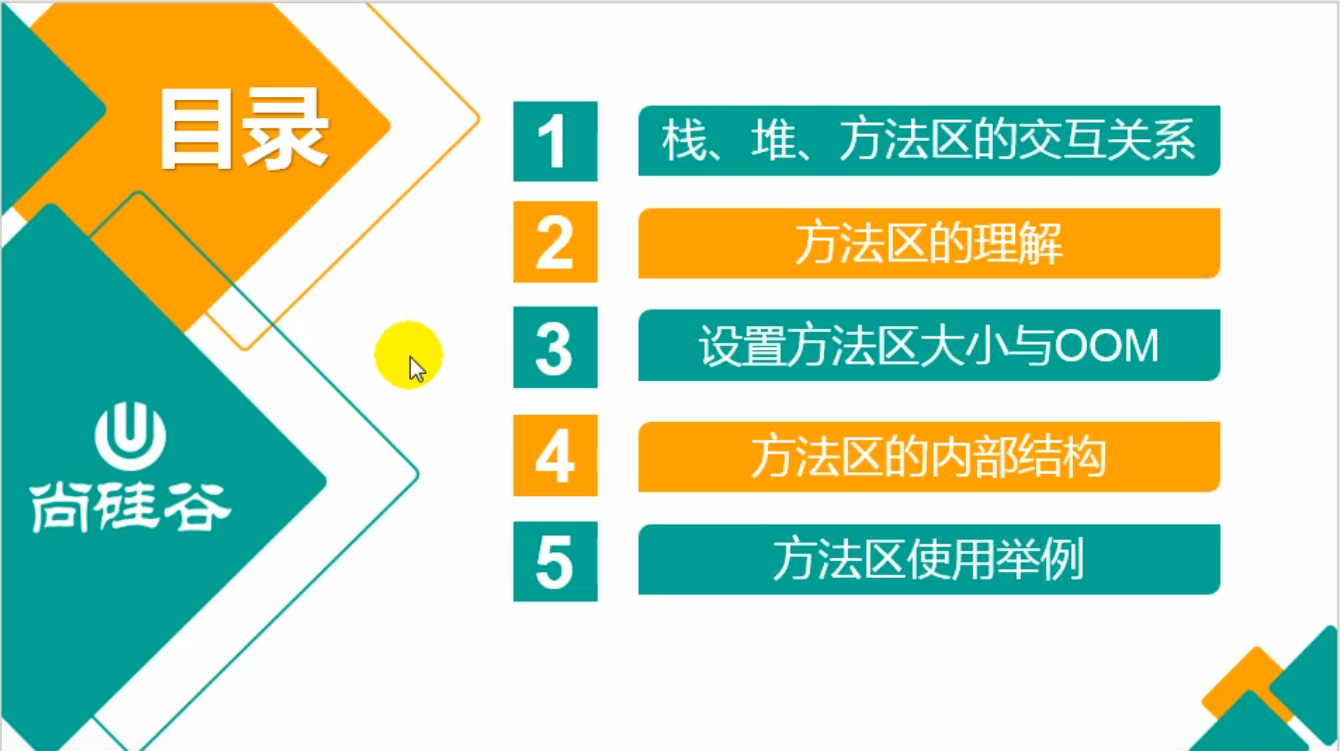 目录
1 栈、堆、方法区的交互关系
2 方法区的理解
3 设置方法区大小与OOM
4 方法区的内部结构
5 方法区使用举例
尚硅谷